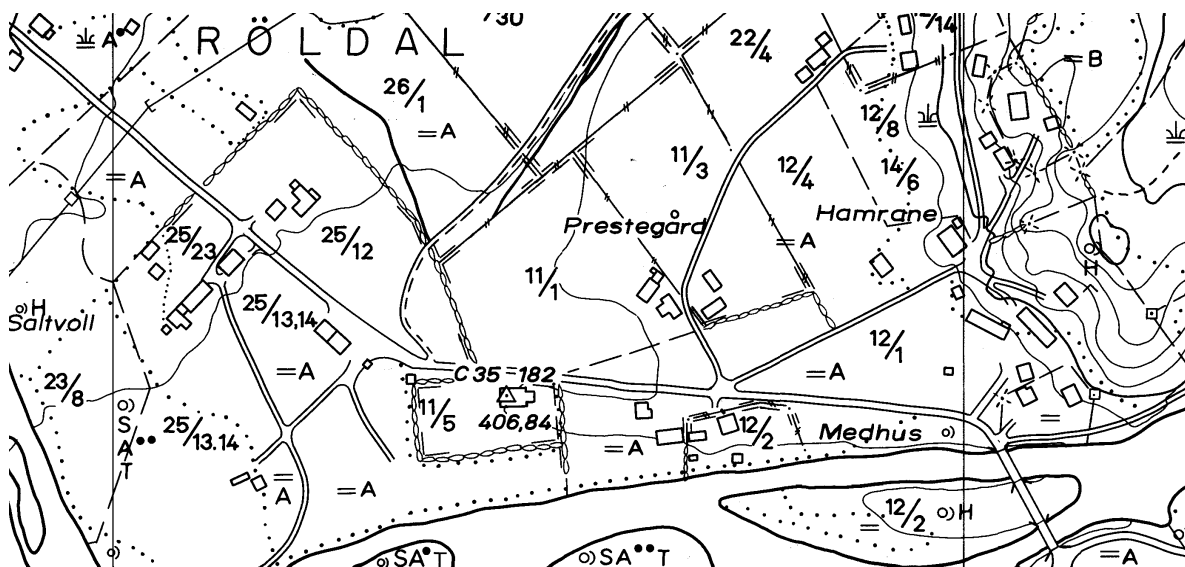 RÖLDAL
/30
22/4
14
A
26/1
=A
=B
12/8
=A
11/3
12/4
14/6
Hamrane
Prestegård
25/23
25/12
=A
H
11/1
H
Saltvoll
25/13,14
12/1
=A
=A
C 35 = 182
23/8
11/5
406,84
12/2
Medhus
S A T
25/13.14
=A
=A
=A
12/2
H
SA T
SA T
=A